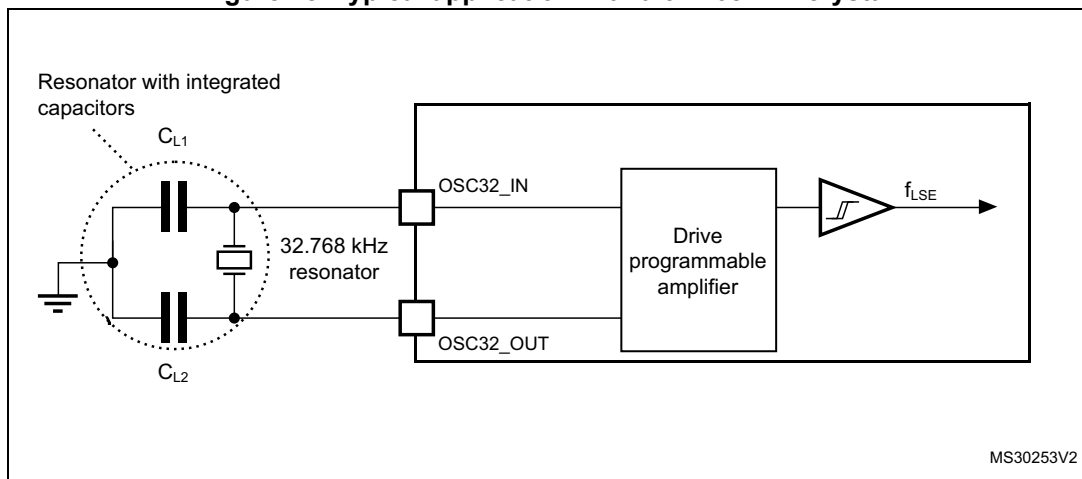 Resonator with integrated
capacitors
CL1
OSC32_IN
fLSE
32.768 kHz
resonator
Drive
programmable
amplifier
OSC32_OUT
CL2
MS30253V2